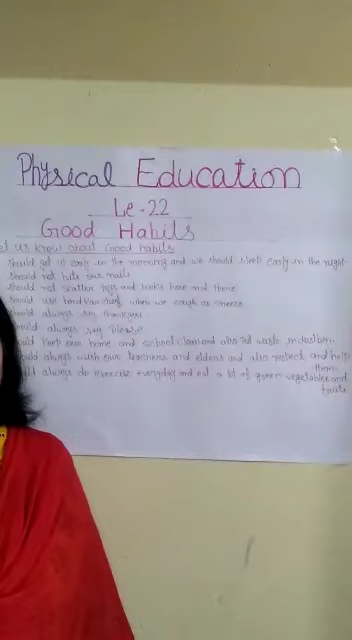 Physical Education
Le-22
Good Habits
et us know about Good habits
should get up early in the morning and we should sleep early in the night
should not bite our nails
should not scatter toys and books here and there
should use handkerchief when we cough or sneeze
should always say thankyou
should always say please
ould keep our home and school clean and also put waste in dustbin
ould always wish our teachers and elders and also respect and help them
ld always do exercise everyday and eat a lot of green vegetables and fruits